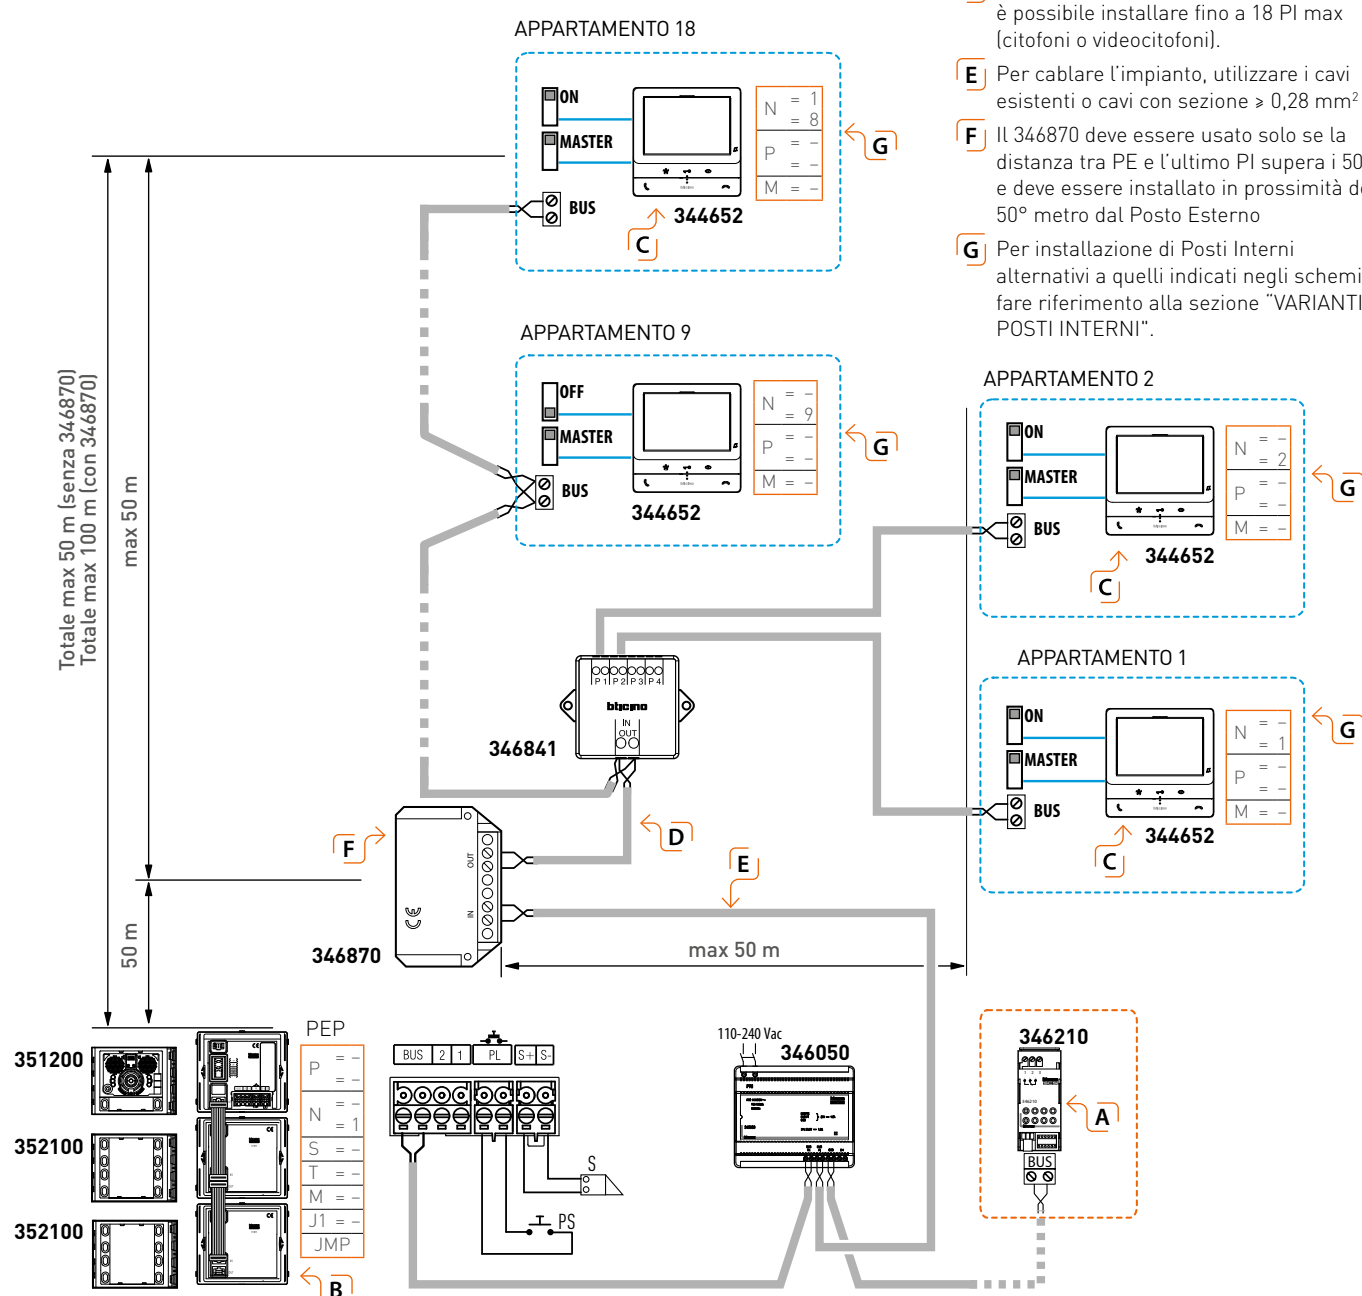 è possibile installare fino a 18 PI max
(citofoni o videocitofoni).
E Per cablare l'impianto, utilizzare i cavi
esistenti o cavi con sezione ≥ 0,28 mm²
F Il 346870 deve essere usato solo se la
distanza tra PE e l'ultimo PI supera i 50
e deve essere installato in prossimità
50° metro dal Posto Esterno
G Per installazione di Posti Interni
alternativi a quelli indicati negli schemi
fare riferimento alla sezione "VARIANTI
POSTI INTERNI".
APPARTAMENTO 18
ON
MASTER
BUS
344652
C
N = 1
= 8
P = -
= -
M = -
G
APPARTAMENTO 9
OFF
MASTER
BUS
344652
N = -
= 9
P = -
= -
M = -
G
APPARTAMENTO 2
ON
MASTER
BUS
344652
C
N = -
= 2
P = -
= -
M = -
G
APPARTAMENTO 1
ON
MASTER
BUS
344652
C
N = -
= 1
P = -
= -
M = -
G
Totale max 50 m (senza 346870)
Totale max 100 m (con 346870)
max 50 m
50 m
P1 P2 P3 P4
bticino
IN
OUT
346841
D
F
OUT
IN
CE
346870
E
max 50 m
351200
352100
352100
PEP
P = -
= -
N = -
= 1
S = -
T = -
M = -
J1 = -
JMP
B
BUS 2 1 PL S+ S-
S
PS
110-240 Vac
346050
346210
1 2 3
346210
BUS
A